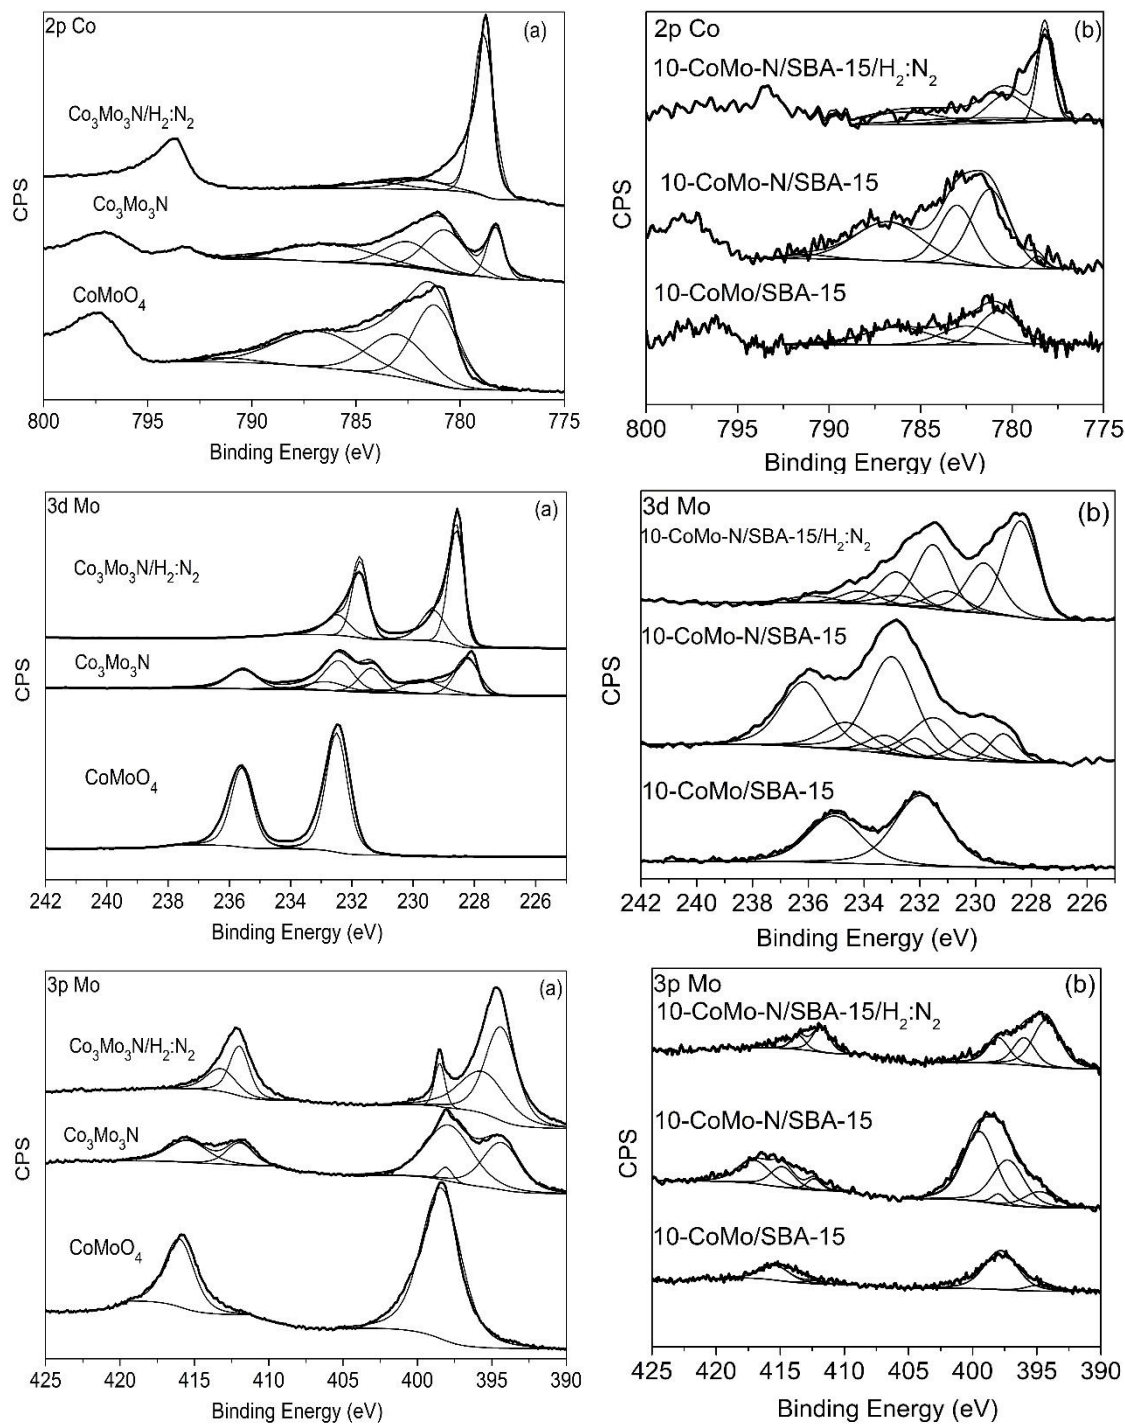 2p Co
(a)
Co₃Mo₃N/H₂:N₂
Co₃Mo₃N
CoMoO₄
CPS
800 795 790 785 780 775
Binding Energy (eV)
2p Co
(b)
10-CoMo-N/SBA-15/H₂:N₂
10-CoMo-N/SBA-15
10-CoMo/SBA-15
CPS
800 795 790 785 780 775
Binding Energy (eV)
3d Mo
(a)
Co₃Mo₃N/H₂:N₂
Co₃Mo₃N
CoMoO₄
CPS
242 240 238 236 234 232 230 228 226
Binding Energy (eV)
3d Mo
(b)
10-CoMo-N/SBA-15/H₂:N₂
10-CoMo-N/SBA-15
10-CoMo/SBA-15
CPS
242 240 238 236 234 232 230 228 226
Binding Energy (eV)
3p Mo
(a)
Co₃Mo₃N/H₂:N₂
Co₃Mo₃N
CoMoO₄
CPS
425 420 415 410 405 400 395 390
Binding Energy (eV)
3p Mo
(b)
10-CoMo-N/SBA-15/H₂:N₂
10-CoMo-N/SBA-15
10-CoMo/SBA-15
CPS
425 420 415 410 405 400 395 390
Binding Energy (eV)